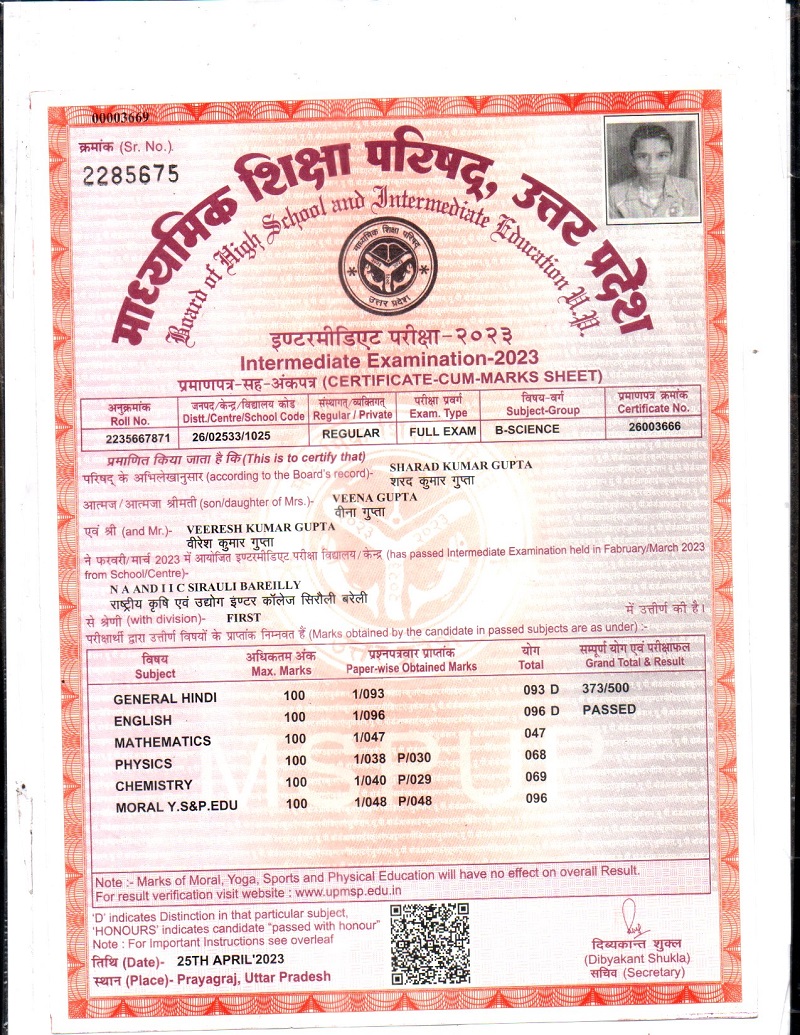 00003669
क्रमांक (Sr. No.)
2285675
माध्यमिक शिक्षा परिषद्, उत्तर प्रदेश
Board of High School and Intermediate Education U.P.
माध्यमिक शिक्षा परिषद्
उत्तर प्रदेश
इण्टरमीडिएट परीक्षा-२०२३
Intermediate Examination-2023
प्रमाणपत्र-सह-अंकपत्र (CERTIFICATE-CUM-MARKS SHEET)
अनुक्रमांक जनपद/केन्द्र/विद्यालय कोड संस्थागत/व्यक्तिगत परीक्षा प्रवर्ग विषय-वर्ग प्रमाणपत्र क्रमांक
Roll No. Distt./Centre/School Code Regular / Private Exam. Type Subject-Group Certificate No.
2235667871 26/02533/1025 REGULAR FULL EXAM B-SCIENCE 26003666
प्रमाणित किया जाता है कि (This is to certify that)
परिषद् के अभिलेखानुसार (according to the Board's record)- SHARAD KUMAR GUPTA
शरद कुमार गुप्ता
आत्मज/आत्मजा श्रीमती (son/daughter of Mrs.)- VEENA GUPTA
वीना गुप्ता
एवं श्री (and Mr.)- VEERESH KUMAR GUPTA
वीरेश कुमार गुप्ता
ने फरवरी/मार्च 2023 में आयोजित इण्टरमीडिएट परीक्षा विद्यालय/केन्द्र (has passed Intermediate Examination held in Fabruary/March 2023
from School/Centre)-
N A AND I I C SIRAULI BAREILLY
राष्ट्रीय कृषि एवं उद्योग इण्टर कॉलेज सिरौली बरेली
से श्रेणी (with division)- FIRST में उत्तीर्ण की है।
परीक्षार्थी द्वारा उत्तीर्ण विषयों के प्राप्तांक निम्नवत हैं (Marks obtained by the candidate in passed subjects are as under) :-
विषय अधिकतम अंक प्रश्नपत्रवार प्राप्तांक योग सम्पूर्ण योग एवं परीक्षाफल
Subject Max. Marks Paper-wise Obtained Marks Total Grand Total & Result
GENERAL HINDI 100 1/093 093 D 373/500
ENGLISH 100 1/096 096 D PASSED
MATHEMATICS 100 1/047 047
PHYSICS 100 1/038 P/030 068
CHEMISTRY 100 1/040 P/029 069
MORAL Y.S&P.EDU 100 1/048 P/048 096
MSPUP
Note :- Marks of Moral, Yoga, Sports and Physical Education will have no effect on overall Result.
For result verification visit website : www.upmsp.edu.in
'D' indicates Distinction in that particular subject,
'HONOURS' indicates candidate "passed with honour"
Note : For Important Instructions see overleaf
तिथि (Date)- 25TH APRIL'2023
स्थान (Place)- Prayagraj, Uttar Pradesh
दिब्यकान्त शुक्ल
(Dibyakant Shukla)
सचिव (Secretary)